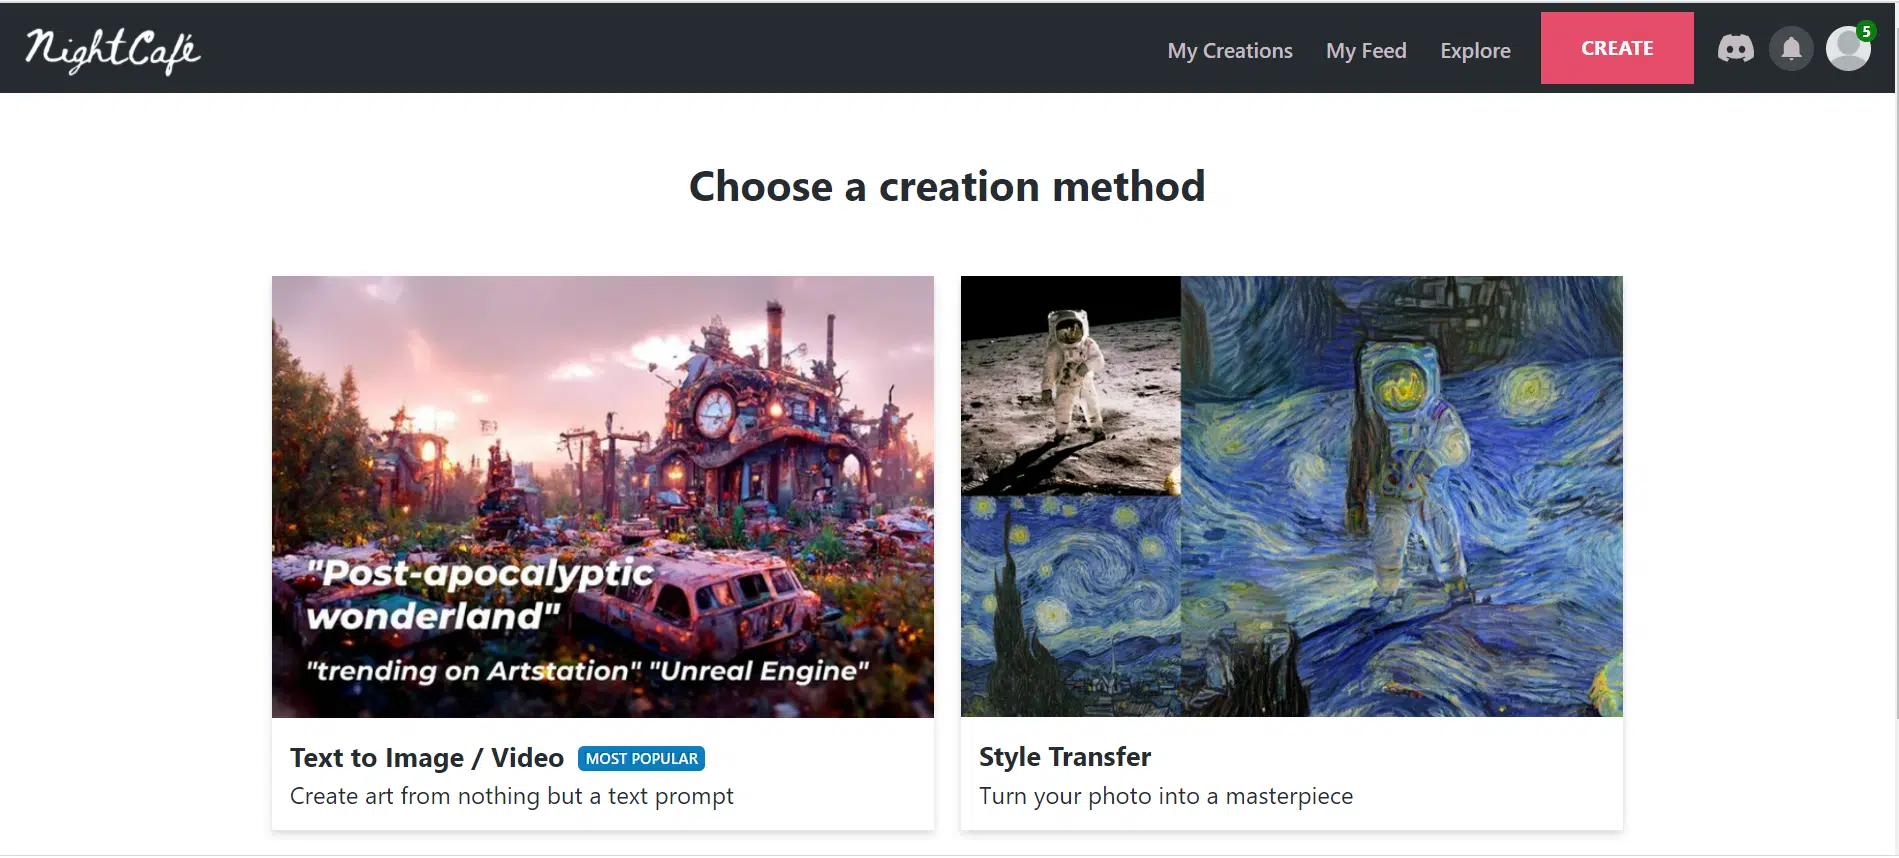 NightCafé
My Creations
My Feed
Explore
CREATE
5
Choose a creation method
"Post-apocalyptic
wonderland"
"trending on Artstation" "Unreal Engine"
Text to Image / Video MOST POPULAR
Create art from nothing but a text prompt
Style Transfer
Turn your photo into a masterpiece